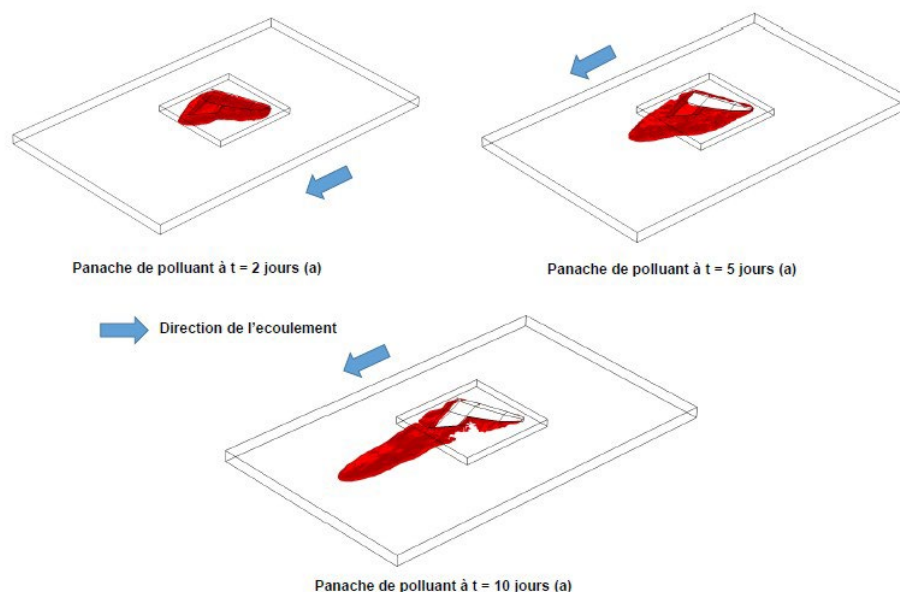 Panache de polluant à t = 2 jours (a)
Panache de polluant à t = 5 jours (a)
Direction de l'ecoulement
Panache de polluant à t = 10 jours (a)